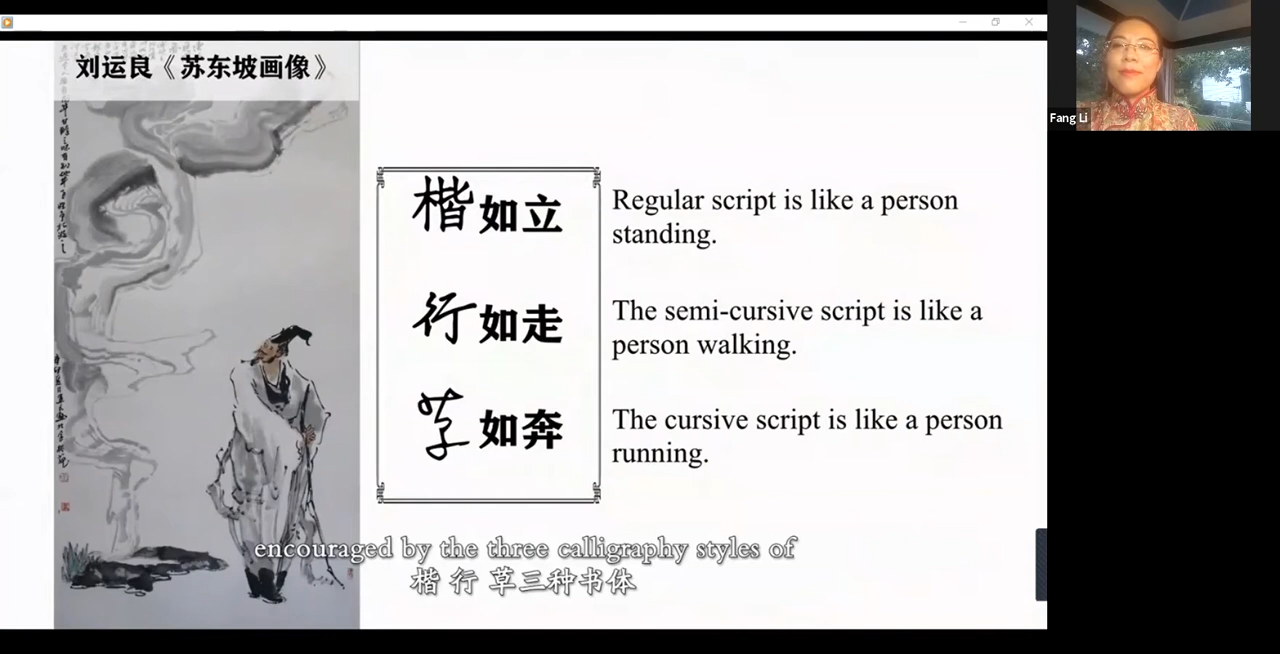 刘运良《苏东坡画像》
楷如立
Regular script is like a person
standing.
行如走
The semi-cursive script is like a
person walking.
草如奔
The cursive script is like a person
running.
encouraged by the three calligraphy styles of
楷 行 草三种书体
Fang Li